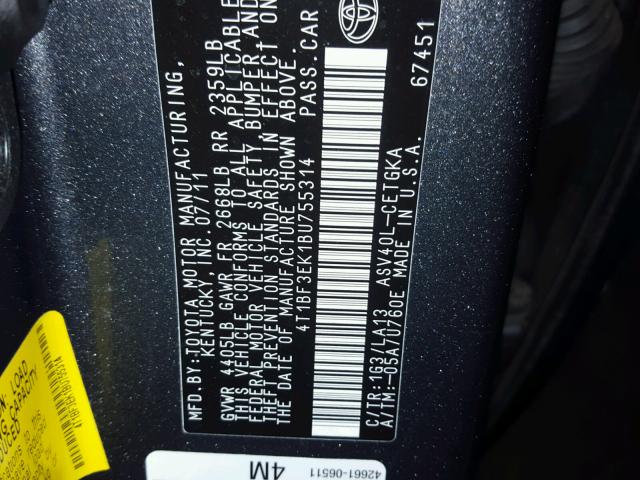 MFD.BY:TOYOTA MOTOR MANUFACTURING,
KENTUCKY, INC. 07/11
GVWR 4405LB GAWR FR 2668LB RR 2359LB
THIS VEHICLE CONFORMS TO ALL APPLICABLE
FEDERAL MOTOR VEHICLE SAFETY, BUMPER AND
THEFT PREVENTION STANDARDS IN EFFECT ON
THE DATE OF MANUFACTURE SHOWN ABOVE.
4T1BF3EK1BU755314 PASS.CAR
67451
C/TR:1G3/LA13 ASV40L-CETGKA
A/TM:-05A/U760E MADE IN U.S.A.
42661-06511
4M
LOAD
CAPACITY
4T1BF3EK1BU755314